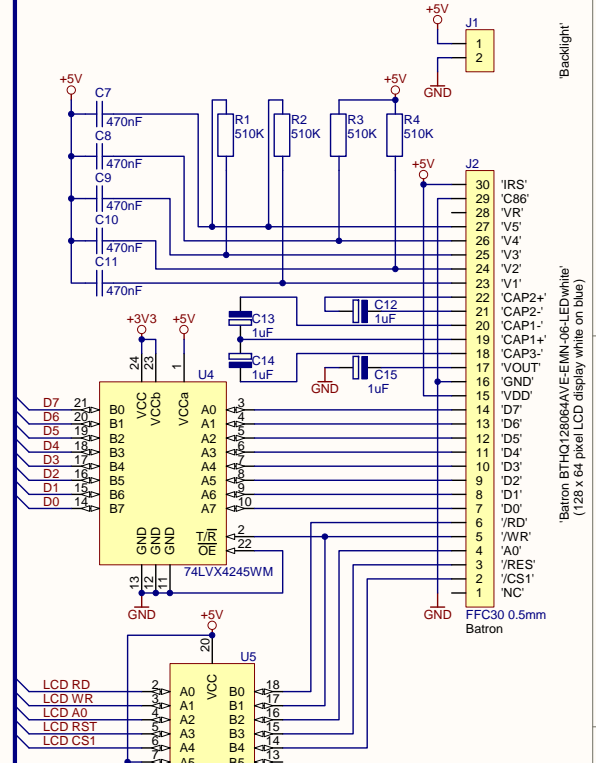 +5V
J1
1
2
'Backlight'
GND
+5V
C7
470nF
C8
470nF
C9
470nF
C10
470nF
C11
470nF
R1
510K
R2
510K
+5V
R3
510K
R4
510K
+5V
J2
30 'IRS'
29 'C86'
28 'VR'
27 'V5'
26 'V4'
25 'V3'
24 'V2'
23 'V1'
22 'CAP2+'
21 'CAP2-'
20 'CAP1-'
19 'CAP1+'
18 'CAP3-'
17 'VOUT'
16 'GND'
15 'VDD'
14 'D7'
13 'D6'
12 'D5'
11 'D4'
10 'D3'
9 'D2'
8 'D1'
7 'D0'
6 '/RD'
5 '/WR'
4 'A0'
3 '/RES'
2 '/CS1'
1 'NC'
FFC30 0.5mm
Batron
GND
'Batron BTHQ128064AVE-EMN-06-LEDwhite'
(128 x 64 pixel LCD display white on blue)
C12
1uF
C13
1uF
C14
1uF
C15
1uF
GND
+3V3
+5V
24
23
1
U4
VCC
VCCb
VCCa
D7 21 B0 A0 3
D6 20 B1 A1 4
D5 19 B2 A2 5
D4 18 B3 A3 6
D3 17 B4 A4 8
D2 16 B5 A5 8
D1 15 B6 A6 9
D0 14 B7 A7 10
T/R 2
OE 22
GND
GND
GND
13
12
11
74LVX4245WM
GND
+5V
20
U5
VCC
LCD RD 2 A0 B0 18
LCD WR 3 A1 B1 17
LCD A0 4 A2 B2 16
LCD RST 5 A3 B3 15
LCD CS1 6 A4 B4 14
7 A5 B5 13